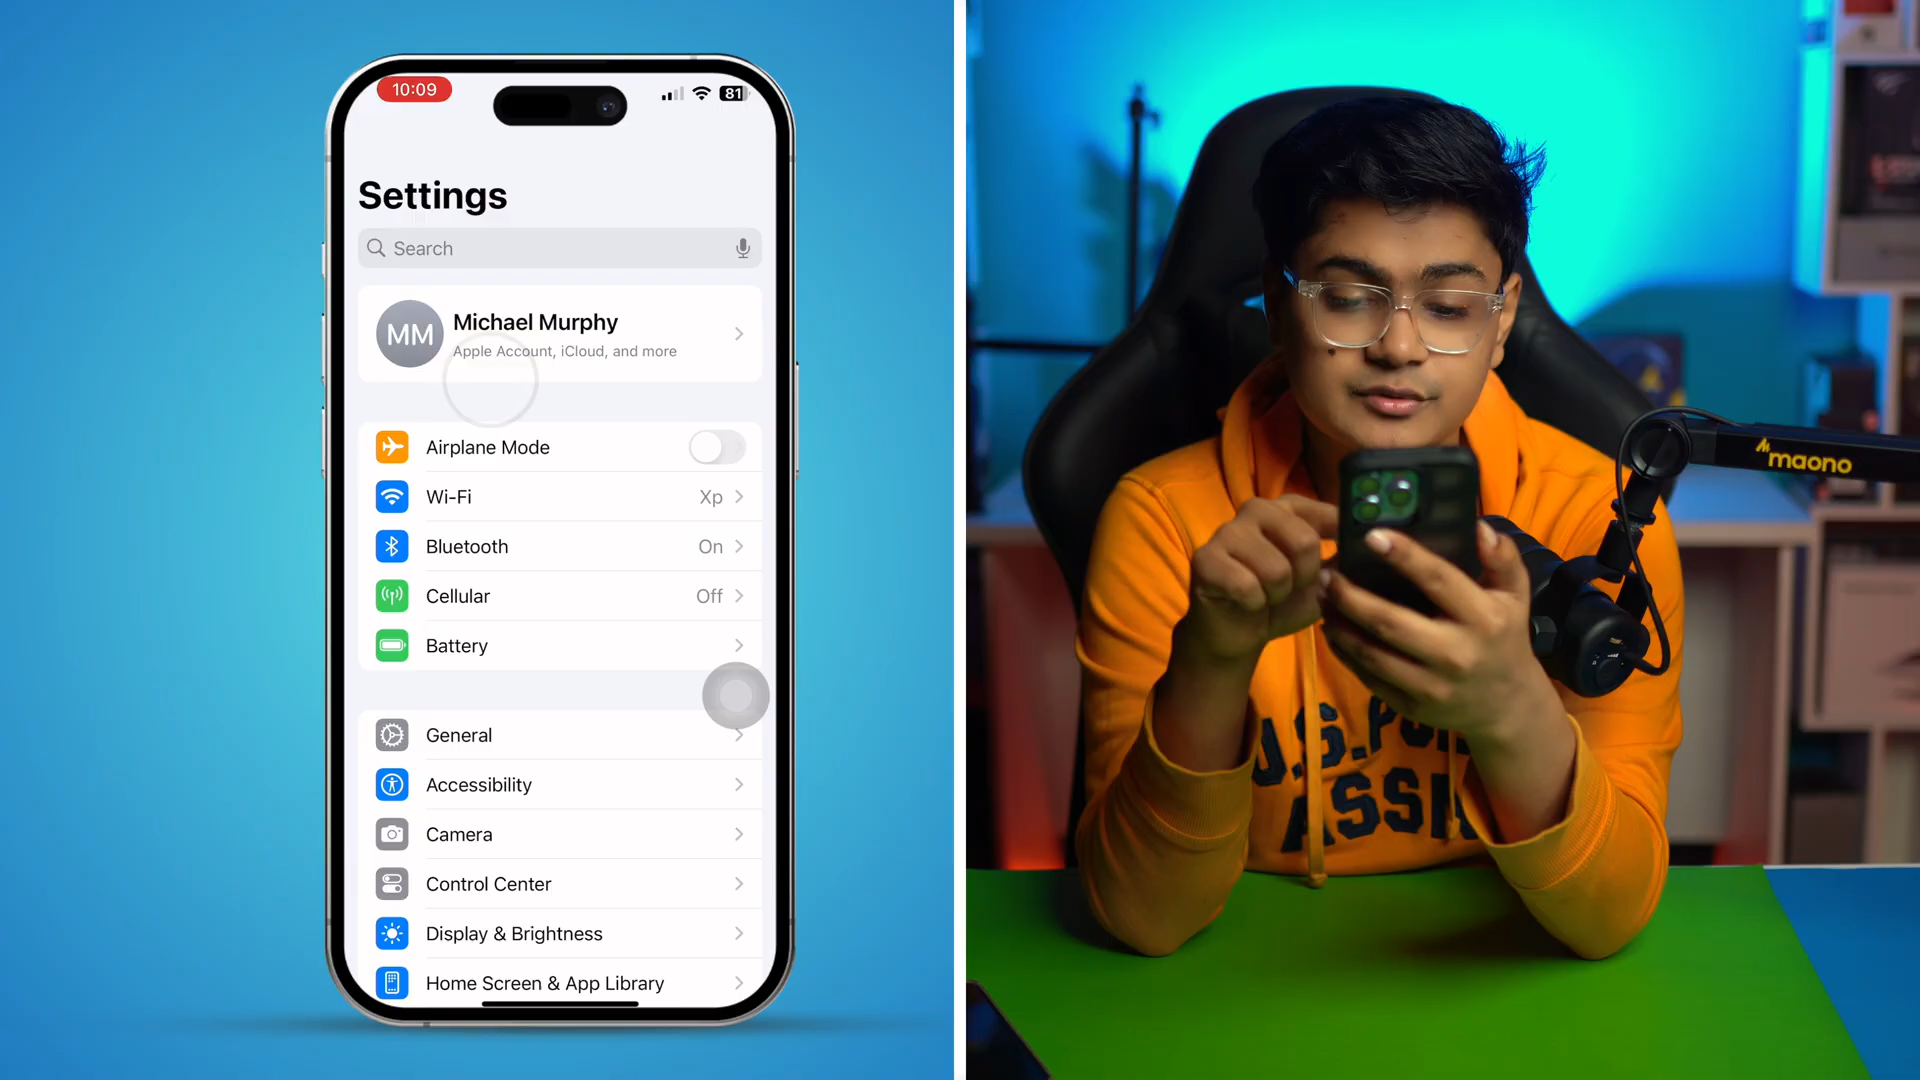 10:09
81
Settings
Search
MM
Michael Murphy
Apple Account, iCloud, and more
Airplane Mode
Wi-Fi
Xp
Bluetooth
On
Cellular
Off
Battery
General
Accessibility
Camera
Control Center
Display & Brightness
Home Screen & App Library
maono
U.S.
ASS